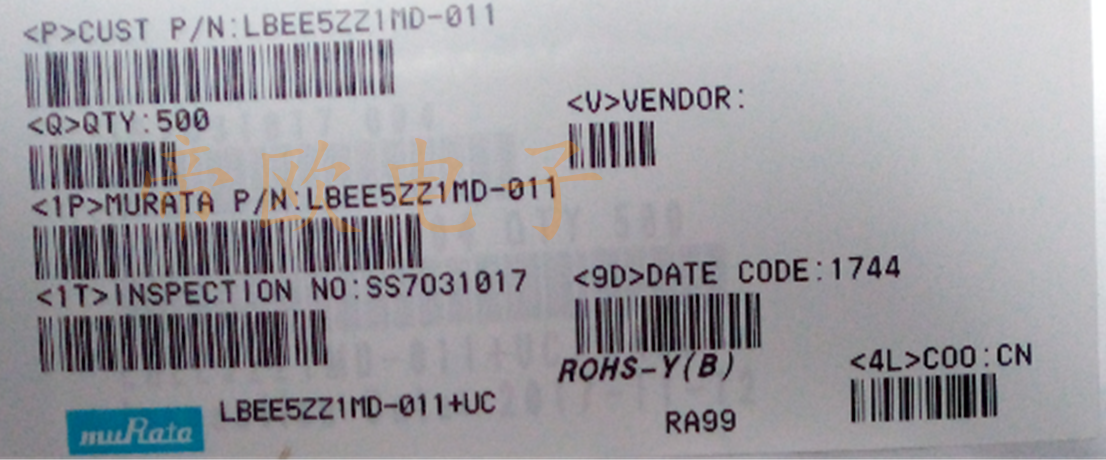 <P>CUST P/N:LBEE5ZZ1MD-011
<Q>QTY:500
<V>VENDOR:
<1P>MURATA P/N:LBEE5ZZ1MD-011
<1T>INSPECTION NO:SS7031017
<9D>DATE CODE:1744
ROHS-Y(B)
<4L>COO:CN
muRata
LBEE5ZZ1MD-011+UC
RA99
帝欧电子